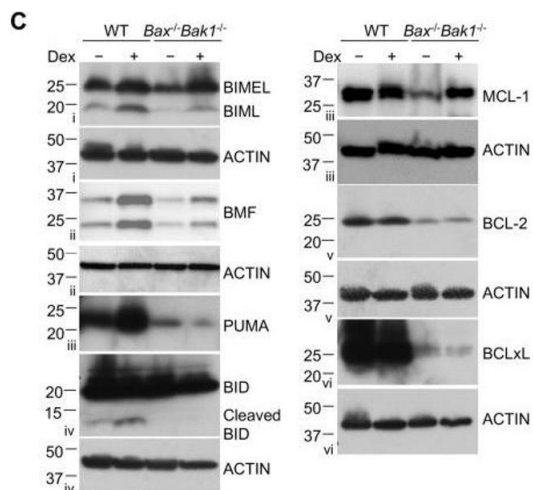 C
WT Bax-/-Bak1-/-
Dex − + − +
25 BIMEL
20 BIML
i
50 ACTIN
37
i
37 BMF
25
ii
50 ACTIN
37
ii
25 PUMA
20
iii
BID
20
15 Cleaved
iv BID
50 ACTIN
37
iv
WT Bax-/-Bak1-/-
Dex − + − +
37 MCL-1
25
iii
50 ACTIN
37
iii
25 BCL-2
20
v
50 ACTIN
37
v
BCLxL
25
20
vi
50 ACTIN
37
vi